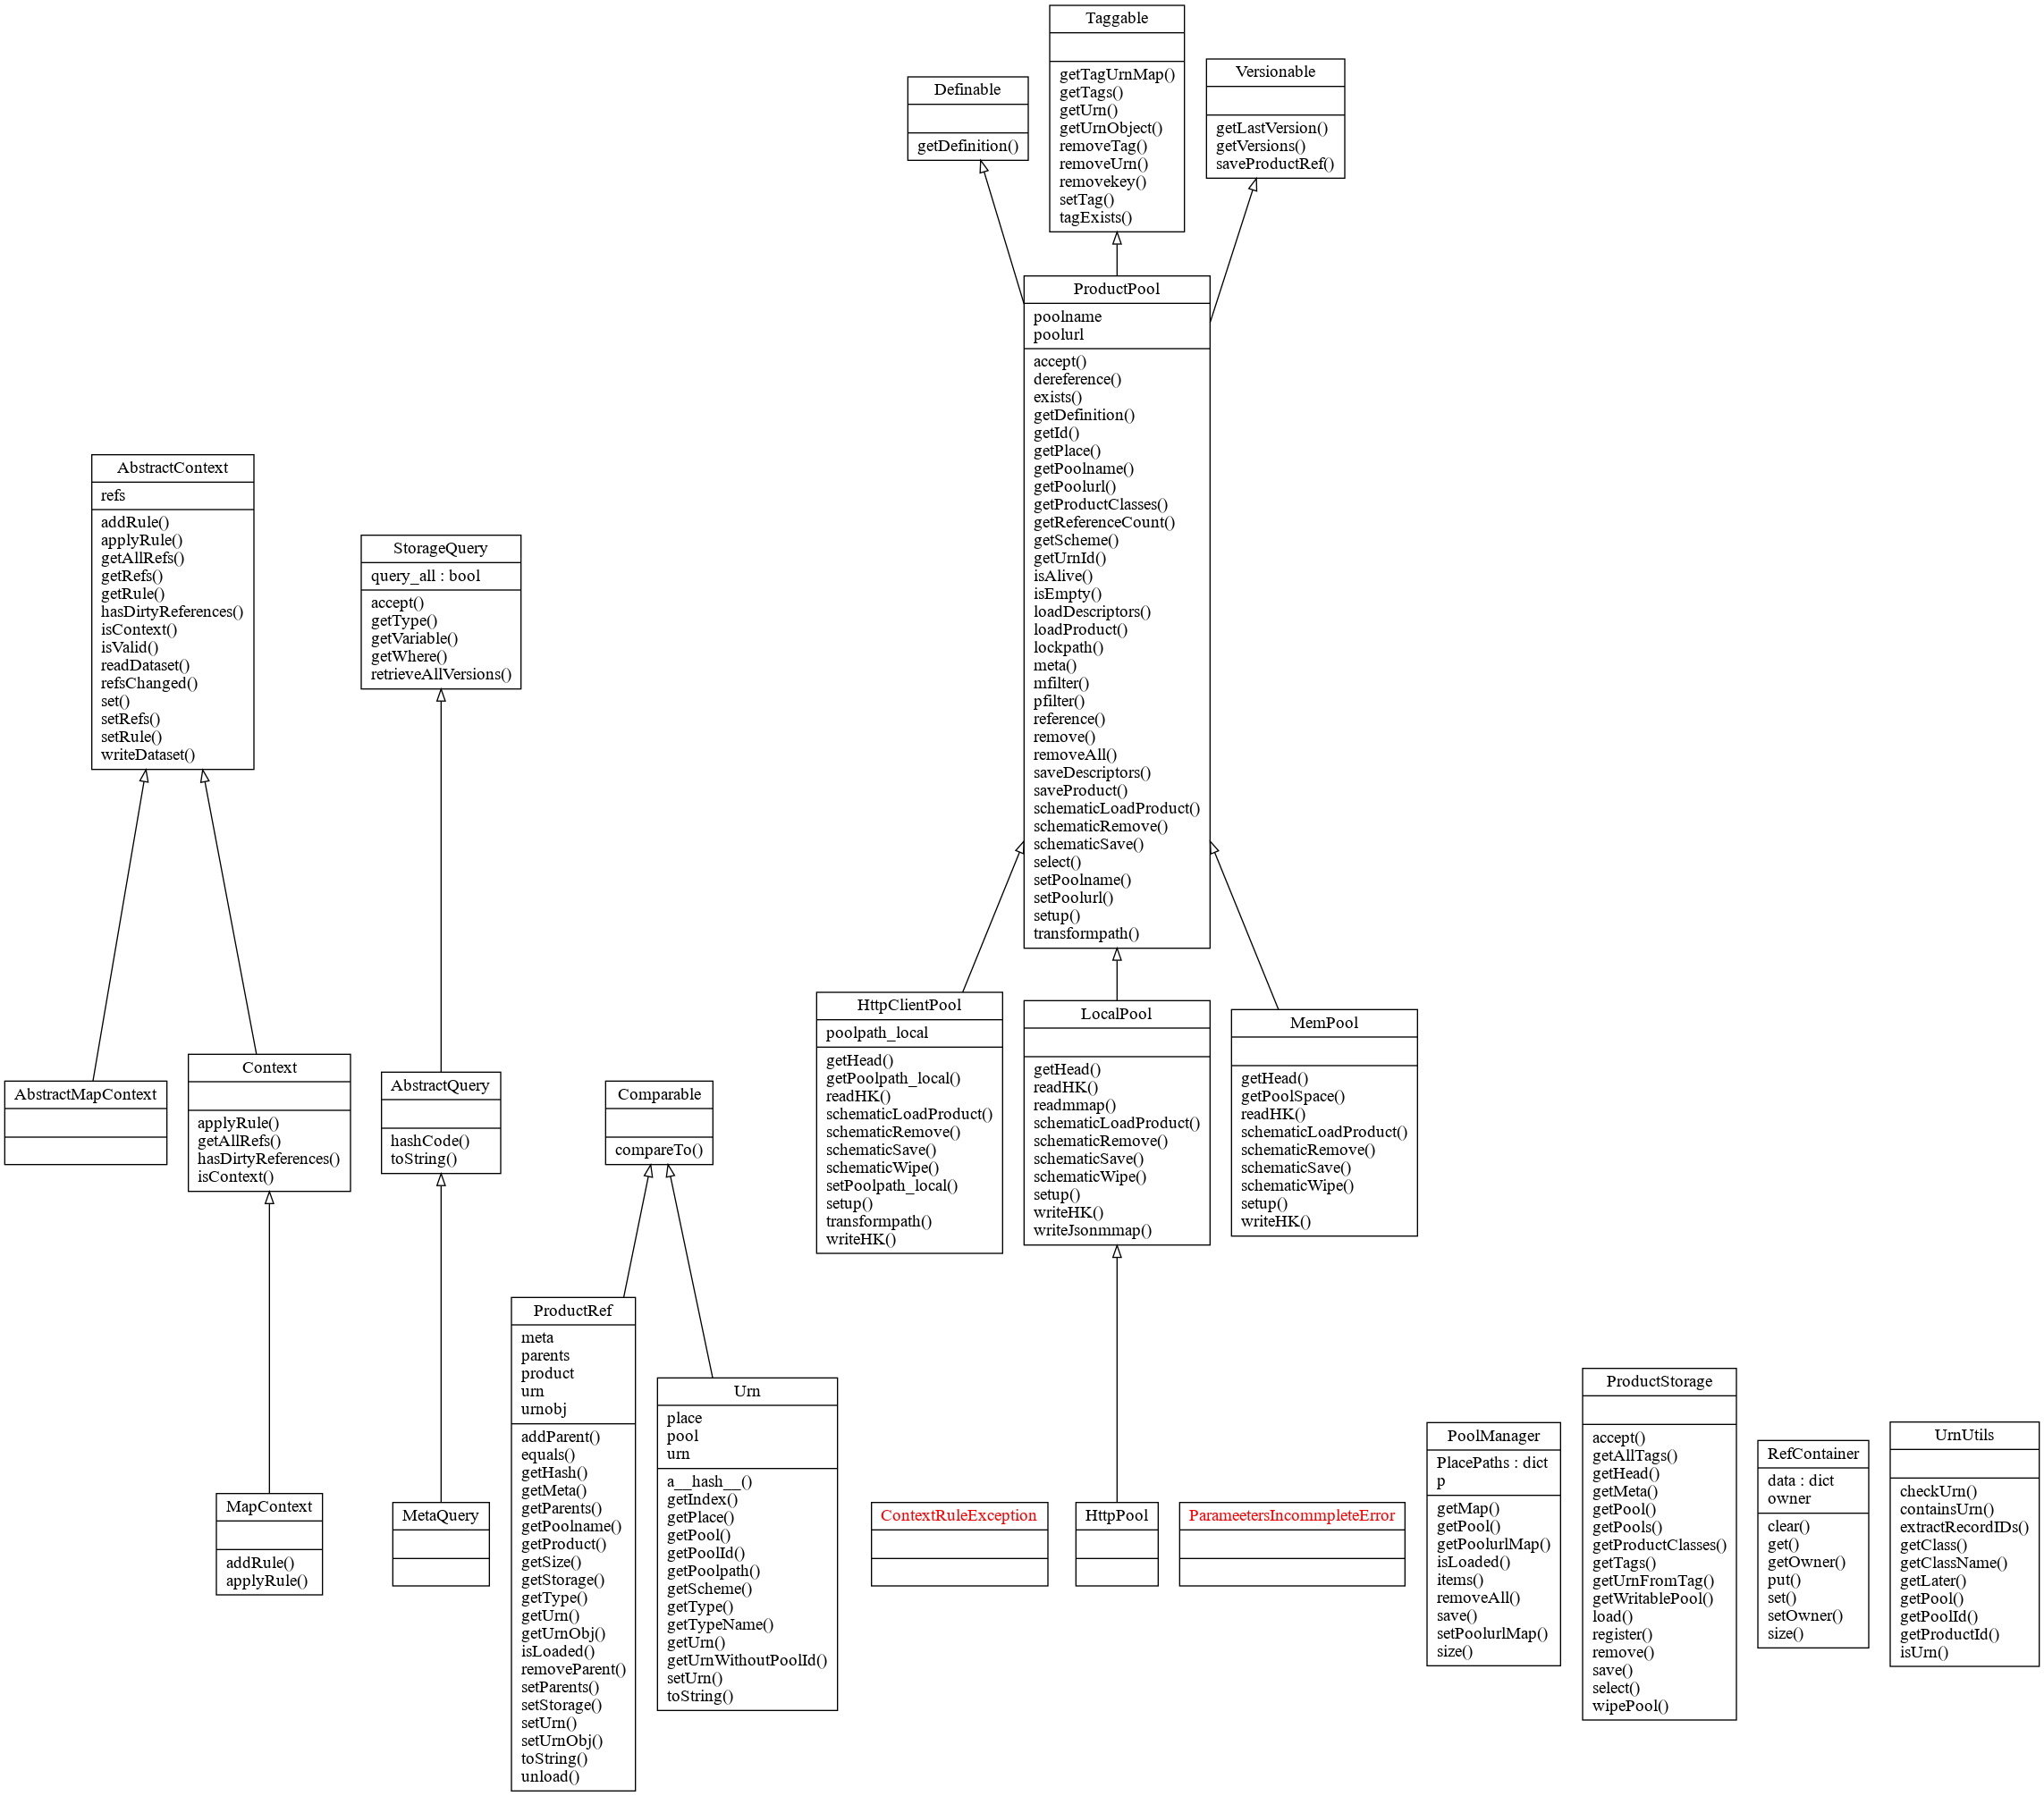 Taggable
getTagUrnMap()
getTags()
getUrn()
getUrnObject()
removeTag()
removeUrn()
removekey()
setTag()
tagExists()
Definable
getDefinition()
Versionable
getLastVersion()
getVersions()
saveProductRef()
ProductPool
poolname
poolurl
accept()
dereference()
exists()
getDefinition()
getId()
getPlace()
getPoolname()
getPoolurl()
getProductClasses()
getReferenceCount()
getScheme()
getUrnId()
isAlive()
isEmpty()
loadDescriptors()
loadProduct()
lockpath()
meta()
mfilter()
pfilter()
reference()
remove()
removeAll()
saveDescriptors()
saveProduct()
schematicLoadProduct()
schematicRemove()
schematicSave()
select()
setPoolname()
setPoolurl()
setup()
transformpath()
AbstractContext
refs
addRule()
applyRule()
getAllRefs()
getRefs()
getRule()
hasDirtyReferences()
isContext()
isValid()
readDataset()
refsChanged()
set()
setRefs()
setRule()
writeDataset()
StorageQuery
query_all : bool
accept()
getType()
getVariable()
getWhere()
retrieveAllVersions()
HttpClientPool
poolpath_local
getHead()
getPoolpath_local()
readHK()
schematicLoadProduct()
schematicRemove()
schematicSave()
schematicWipe()
setPoolpath_local()
setup()
transformpath()
writeHK()
LocalPool
getHead()
readHK()
readmmap()
schematicLoadProduct()
schematicRemove()
schematicSave()
schematicWipe()
setup()
writeHK()
writeJsonmmap()
MemPool
getHead()
getPoolSpace()
readHK()
schematicLoadProduct()
schematicRemove()
schematicSave()
schematicWipe()
setup()
writeHK()
AbstractMapContext
Context
applyRule()
getAllRefs()
hasDirtyReferences()
isContext()
AbstractQuery
hashCode()
toString()
Comparable
compareTo()
MapContext
addRule()
applyRule()
MetaQuery
ProductRef
meta
parents
product
urn
urnobj
addParent()
equals()
getHash()
getMeta()
getParents()
getPoolname()
getProduct()
getSize()
getStorage()
getType()
getUrn()
getUrnObj()
isLoaded()
removeParent()
setParents()
setStorage()
setUrn()
setUrnObj()
toString()
unload()
Urn
place
pool
urn
a__hash__()
getIndex()
getPlace()
getPool()
getPoolId()
getPoolpath()
getScheme()
getType()
getTypeName()
getUrn()
getUrnWithoutPoolId()
setUrn()
toString()
ContextRuleException
HttpPool
ParameetersIncommpleteError
PoolManager
PlacePaths : dict
p
getMap()
getPool()
getPoolurlMap()
isLoaded()
items()
removeAll()
save()
setPoolurlMap()
size()
ProductStorage
accept()
getAllTags()
getHead()
getMeta()
getPool()
getPools()
getProductClasses()
getTags()
getUrnFromTag()
getWritablePool()
load()
register()
remove()
save()
select()
wipePool()
RefContainer
data : dict
owner
clear()
get()
getOwner()
put()
set()
setOwner()
size()
UrnUtils
checkUrn()
containsUrn()
extractRecordIDs()
getClass()
getClassName()
getLater()
getPool()
getPoolId()
getProductId()
isUrn()